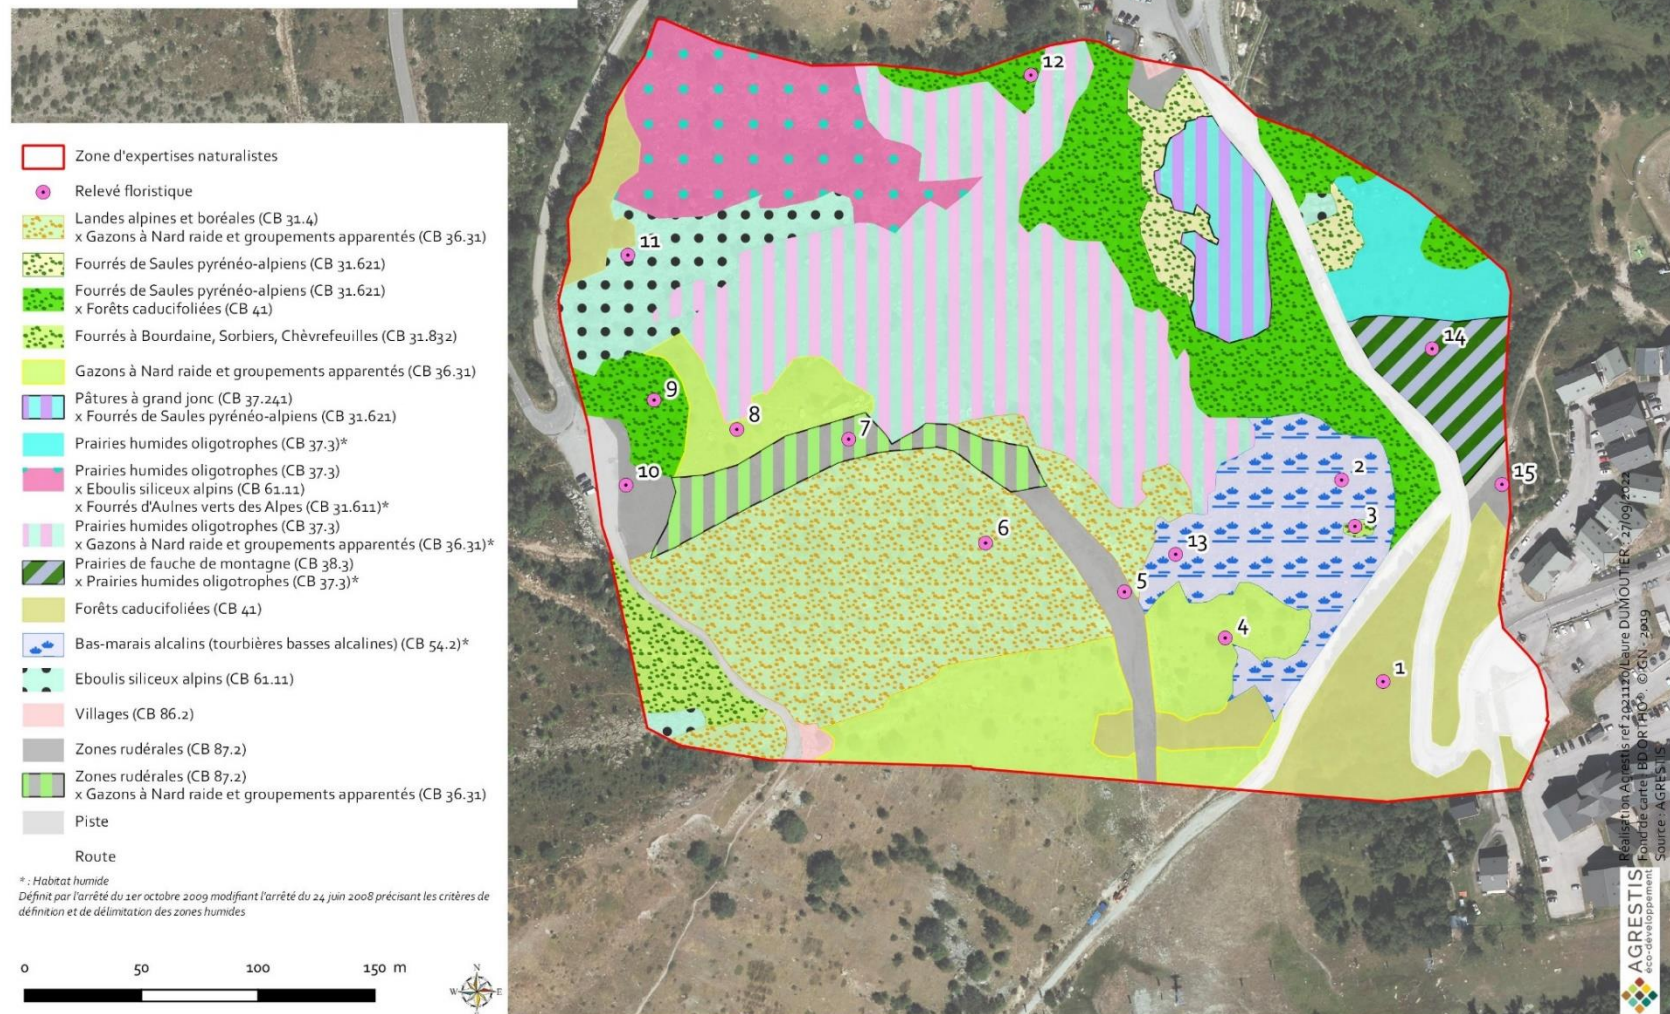 Zone d'expertises naturalistes
Relevé floristique
Landes alpines et boréales (CB 31.4)
x Gazons à Nard raide et groupements apparentés (CB 36.31)
Fourrés de Saules pyrénéo-alpiens (CB 31.621)
Fourrés de Saules pyrénéo-alpiens (CB 31.621)
x Forêts caducifoliées (CB 41)
Fourrés à Bourdaine, Sorbiers, Chèvrefeuilles (CB 31.832)
Gazons à Nard raide et groupements apparentés (CB 36.31)
Pâtures à grand jonc (CB 37.241)
x Fourrés de Saules pyrénéo-alpiens (CB 31.621)
Prairies humides oligotrophes (CB 37.3)*
Prairies humides oligotrophes (CB 37.3)
x Eboulis siliceux alpins (CB 61.11)
x Fourrés d'Aulnes verts des Alpes (CB 31.611)*
Prairies humides oligotrophes (CB 37.3)
x Gazons à Nard raide et groupements apparentés (CB 36.31)*
Prairies de fauche de montagne (CB 38.3)
x Prairies humides oligotrophes (CB 37.3)*
Forêts caducifoliées (CB 41)
Bas-marais alcalins (tourbières basses alcalines) (CB 54.2)*
Eboulis siliceux alpins (CB 61.11)
Villages (CB 86.2)
Zones rudérales (CB 87.2)
Zones rudérales (CB 87.2)
x Gazons à Nard raide et groupements apparentés (CB 36.31)
Piste
Route
* : Habitat humide
Définit par l'arrêté du 1er octobre 2009 modifiant l'arrêté du 24 juin 2008 précisant les critères de
définition et de délimitation des zones humides
0 50 100 150 m
N
W E
S
12
11
14
9
8
7
10
2
15
3
6
13
5
4
1
Réalisation Agrestis ref 2021120/Laure DUMOUTIER - 27/09/2022
Fond de carte : BD ORTHO®. ©IGN - 2019
Source : AGRESTIS
AGRESTIS
éco-développement